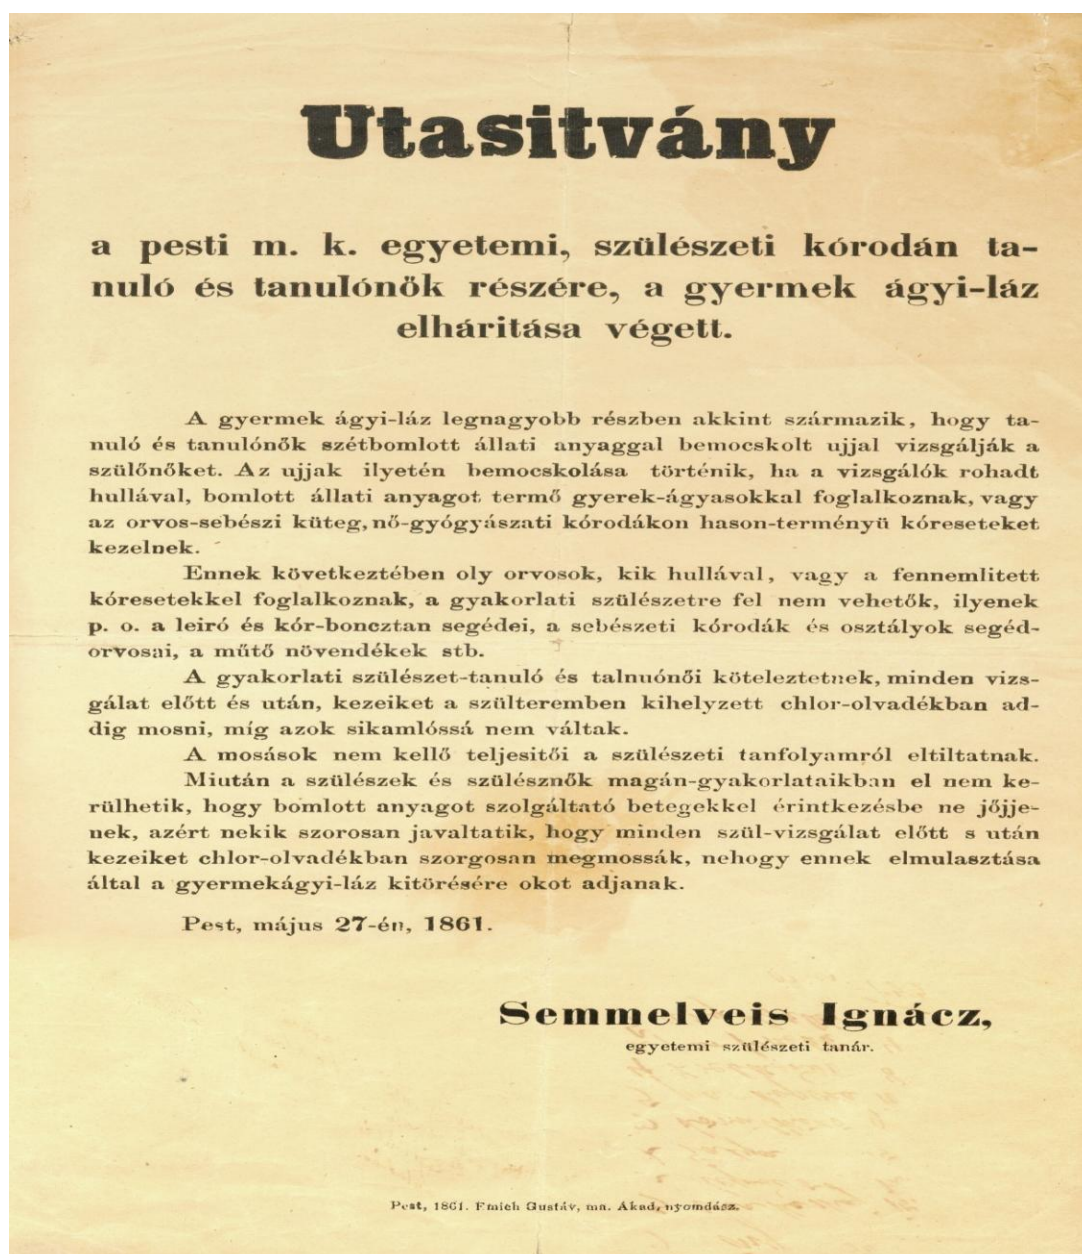 Utasitvány
a pesti m. k. egyetemi, szülészeti kórodán ta-
nuló és tanulónők részére, a gyermek ágyi-láz
elháritása végett.
A gyermek ágyi-láz legnagyobb részben akkint származik, hogy ta-
nuló és tanulónők szétbomlott állati anyaggal bemocskolt ujjal vizsgálják a
szülőnőket. Az ujjak ilyetén bemocskolása történik, ha a vizsgálók rohadt
hullával, bomlott állati anyagot termő gyerek-ágyasokkal foglalkoznak, vagy
az orvos-sebészi küteg, nő-gyógyászati kórodákon hason-terményü kóreseteket
kezelnek.
Ennek következtében oly orvosok, kik hullával, vagy a fennemlitett
kóresetekkel foglalkoznak, a gyakorlati szülészetre fel nem vehetők, ilyenek
p. o. a leiró és kór-boncztan segédei, a sebészeti kórodák és osztályok segéd-
orvosai, a műtő növendékek stb.
A gyakorlati szülészet-tanuló és talnuónői köteleztetnek, minden vizs-
gálat előtt és után, kezeiket a szülteremben kihelyzett chlor-olvadékban ad-
dig mosni, míg azok sikamlóssá nem váltak.
A mosások nem kellő teljesitői a szülészeti tanfolyamról eltiltatnak.
Miután a szülészek és szülésznők magán-gyakorlataikban el nem ke-
rülhetik, hogy bomlott anyagot szolgáltató betegekkel érintkezésbe ne jőjje-
nek, azért nekik szorosan javaltatik, hogy minden szül-vizsgálat előtt s után
kezeiket chlor-olvadékban szorgosan megmossák, nehogy ennek elmulasztása
által a gyermekágyi-láz kitörésére okot adjanak.
Pest, május 27-én, 1861.
Semmelveis Ignácz,
egyetemi szülészeti tanár.
Pest, 1861. Emich Gustáv, ma. Akad, nyomdász.